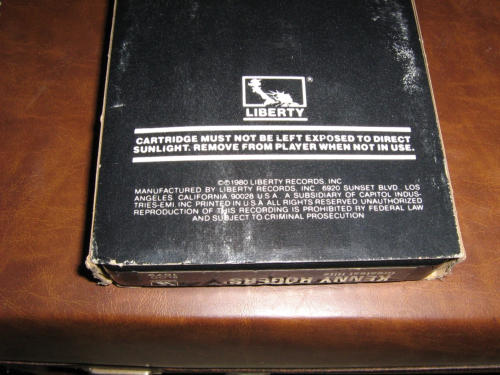 LIBERTY
®
CARTRIDGE MUST NOT BE LEFT EXPOSED TO DIRECT
SUNLIGHT. REMOVE FROM PLAYER WHEN NOT IN USE.
©℗1980 LIBERTY RECORDS, INC
MANUFACTURED BY LIBERTY RECORDS, INC. 6920 SUNSET BLVD., LOS
ANGELES, CALIFORNIA 90028 U.S.A. A SUBSIDIARY OF CAPITOL INDUS-
TRIES-EMI, INC. PRINTED IN U.S.A. ALL RIGHTS RESERVED. UNAUTHORIZED
REPRODUCTION OF THIS RECORDING IS PROHIBITED BY FEDERAL LAW
AND SUBJECT TO CRIMINAL PROSECUTION
KENNY ROGERS
Greatest Hits